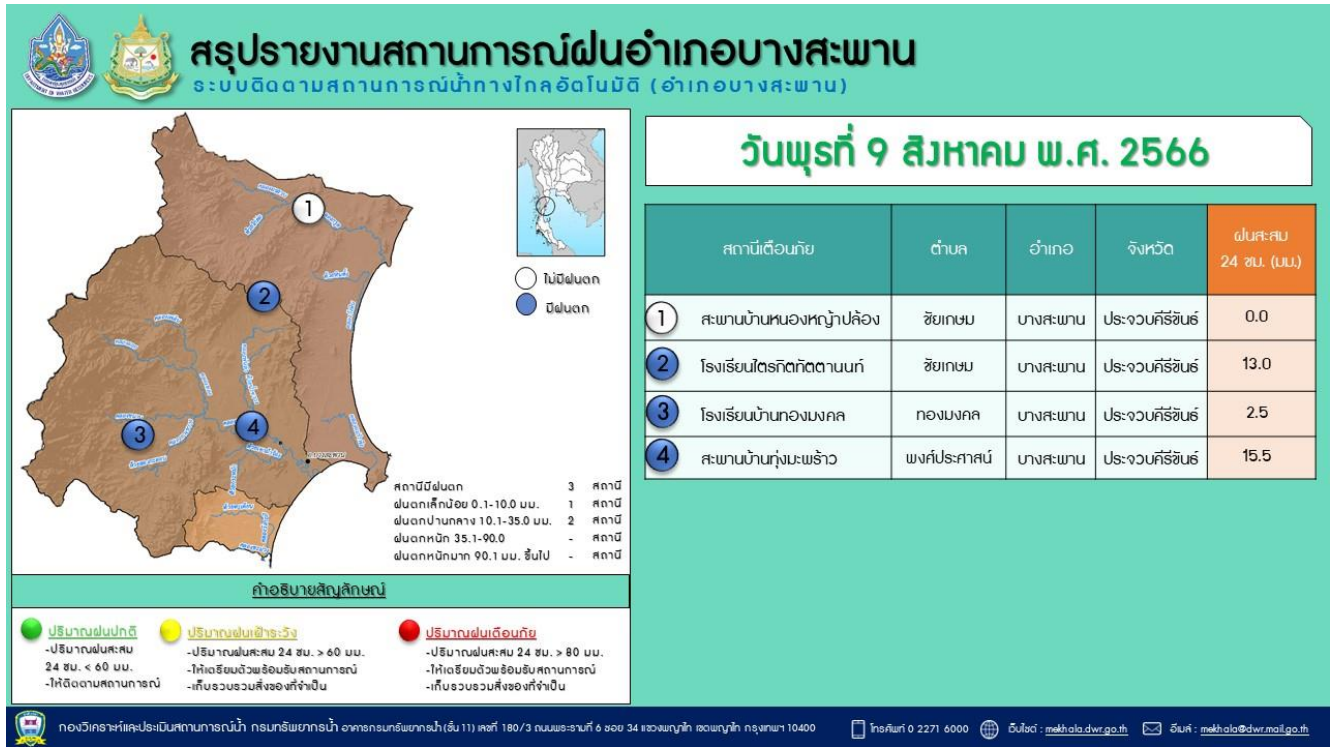 สรุปรายงานสถานการณ์ฝนอำเภอบางสะพาน
ระบบติดตามสถานการณ์น้ำทางไกลอัตโนมัติ (อำเภอบางสะพาน)
วันพุธที่ 9 สิงหาคม พ.ศ. 2566
1
2
3
4
ไม่มีฝนตก
มีฝนตก
สถานีมีฝนตก 3 สถานี
ฝนตกเล็กน้อย 0.1-10.0 มม. 1 สถานี
ฝนตกปานกลาง 10.1-35.0 มม. 2 สถานี
ฝนตกหนัก 35.1-90.0 - สถานี
ฝนตกหนักมาก 90.1 มม. ขึ้นไป - สถานี
สถานีเตือนภัย ตำบล อำเภอ จังหวัด ฝนสะสม
24 ชม. (มม.)
1 สะพานบ้านหนองหญ้าปล้อง ชัยเกษม บางสะพาน ประจวบคีรีขันธ์ 0.0
2 โรงเรียนไตรกิตทัตตานนท์ ชัยเกษม บางสะพาน ประจวบคีรีขันธ์ 13.0
3 โรงเรียนบ้านทองมงคล ทองมงคล บางสะพาน ประจวบคีรีขันธ์ 2.5
4 สะพานบ้านทุ่งมะพร้าว พงศ์ประศาสน์ บางสะพาน ประจวบคีรีขันธ์ 15.5
คำอธิบายสัญลักษณ์
ปริมาณฝนปกติ
-ปริมาณฝนสะสม
24 ชม. < 60 มม.
-ให้ติดตามสถานการณ์
ปริมาณฝนเฝ้าระวัง
-ปริมาณฝนสะสม 24 ชม. > 60 มม.
-ให้เตรียมตัวพร้อมรับสถานการณ์
-เก็บรวบรวมสิ่งของที่จำเป็น
ปริมาณฝนเตือนภัย
-ปริมาณฝนสะสม 24 ชม. > 80 มม.
-ให้เตรียมตัวพร้อมรับสถานการณ์
-เก็บรวบรวมสิ่งของที่จำเป็น
กองวิเคราะห์และประเมินสถานการณ์น้ำ กรมทรัพยากรน้ำ อาคารกรมทรัพยากรน้ำ (ชั้น 11) เลขที่ 180/3 ถนนพระรามที่ 6 ซอย 34 แขวงพญาไท เขตพญาไท กรุงเทพฯ 10400 โทรศัพท์ 0 2271 6000 เว็บไซต์ : mekhala.dwr.go.th อีเมล์ : mekhala@dwr.mail.go.th